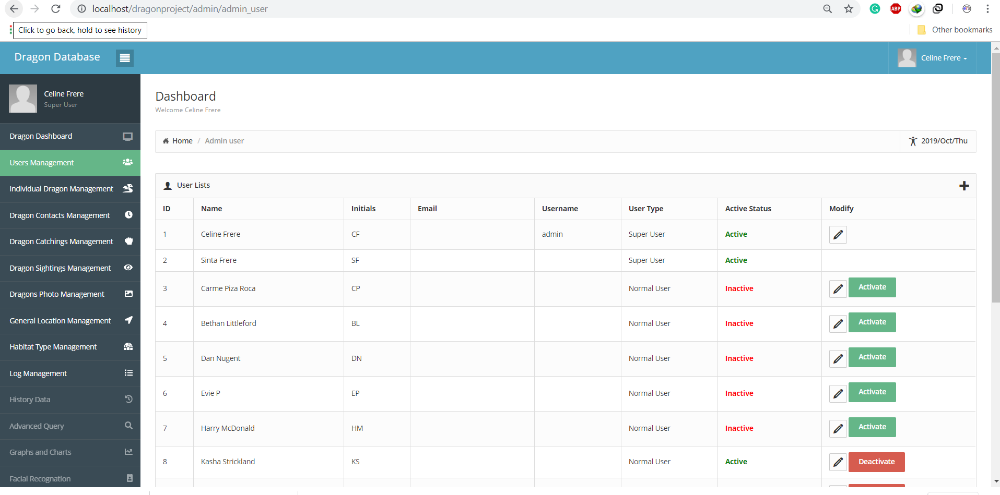 localhost/dragonproject/admin/admin_user
ABP
Click to go back, hold to see history
Other bookmarks
Dragon Database
Celine Frere
Celine Frere
Super User
Dragon Dashboard
Users Management
Individual Dragon Management
Dragon Contacts Management
Dragon Catchings Management
Dragon Sightings Management
Dragons Photo Management
General Location Management
Habitat Type Management
Log Management
History Data
Advanced Query
Graphs and Charts
Facial Recognation
Dashboard
Welcome Celine Frere
Home / Admin user
2019/Oct/Thu
User Lists
ID Name Initials Email Username User Type Active Status Modify
1 Celine Frere CF admin Super User Active
2 Sinta Frere SF Super User Active
3 Carme Piza Roca CP Normal User Inactive Activate
4 Bethan Littleford BL Normal User Inactive Activate
5 Dan Nugent DN Normal User Inactive Activate
6 Evie P EP Normal User Inactive Activate
7 Harry McDonald HM Normal User Inactive Activate
8 Kasha Strickland KS Normal User Active Deactivate